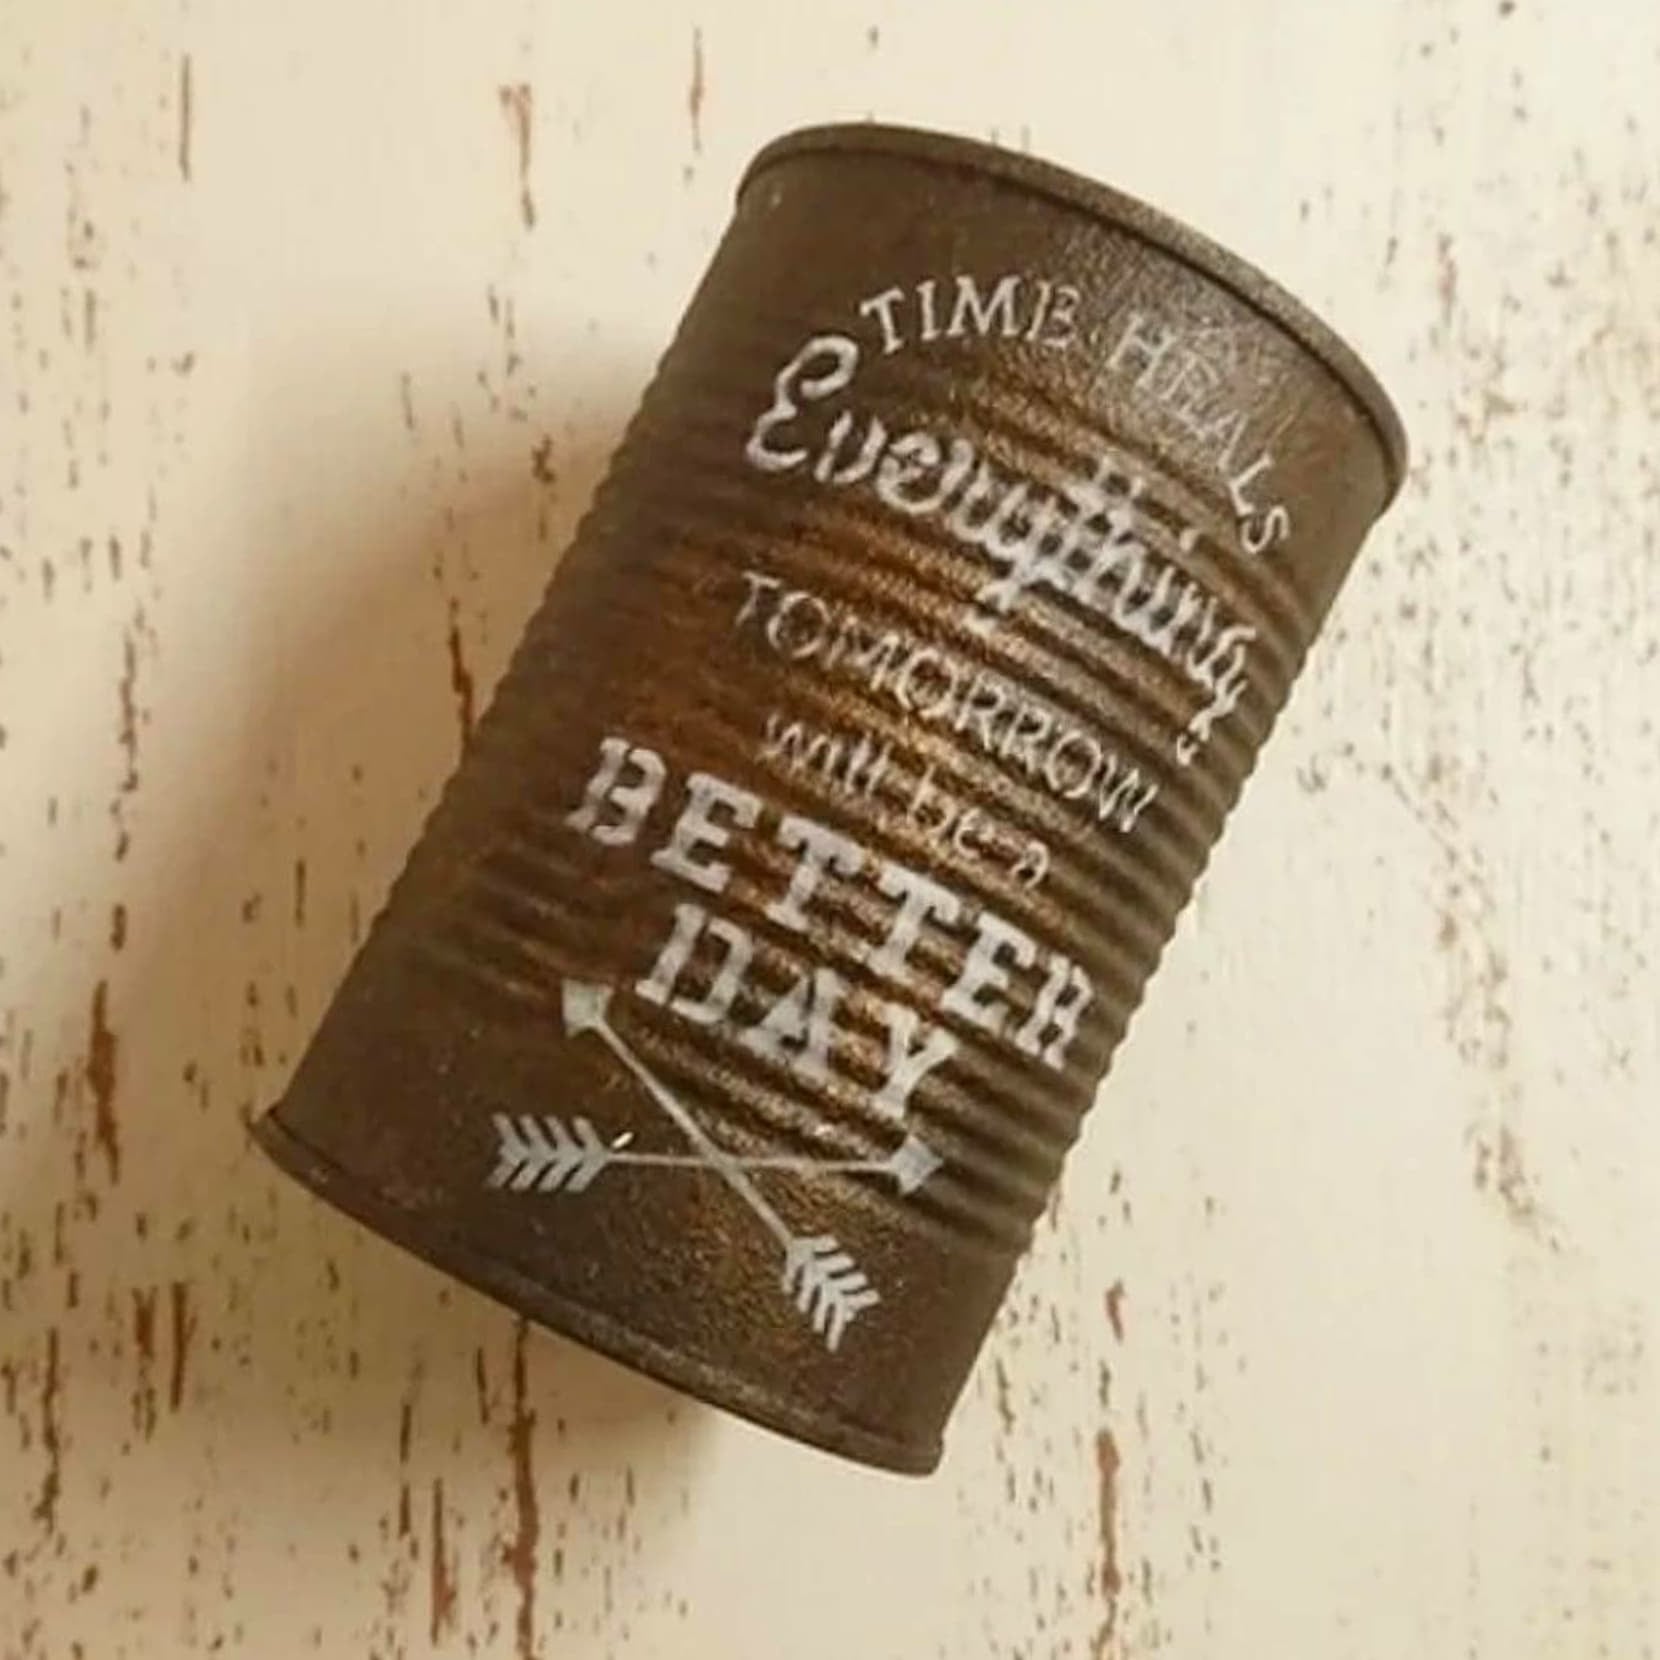 TIME HEALS
Everything,
TOMORROW
will be a
BETTER
DAY